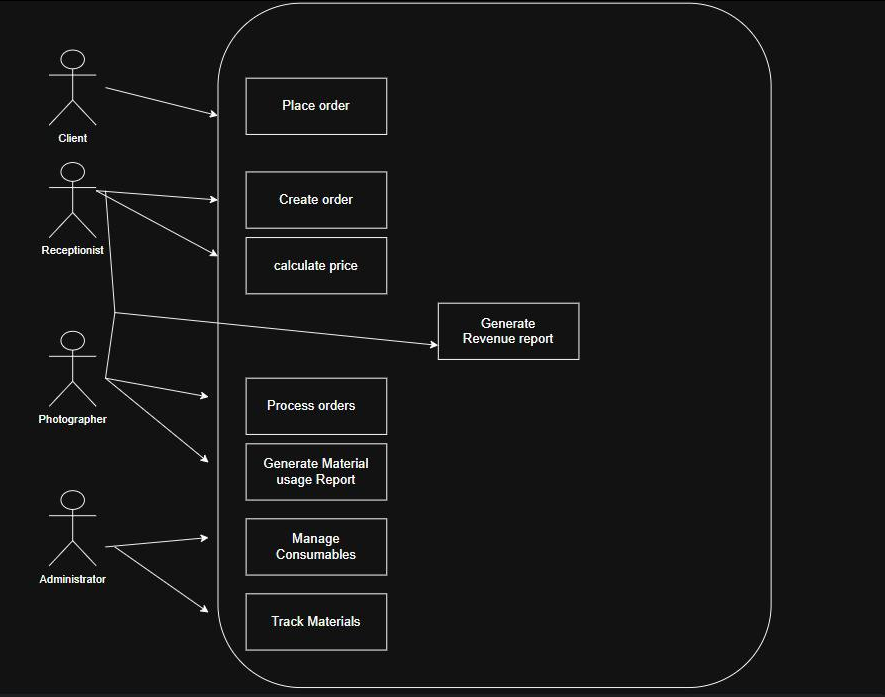 Place order
Client
Create order
Receptionist
calculate price
Generate
Revenue report
Process orders
Photographer
Generate Material
usage Report
Manage
Consumables
Administrator
Track Materials